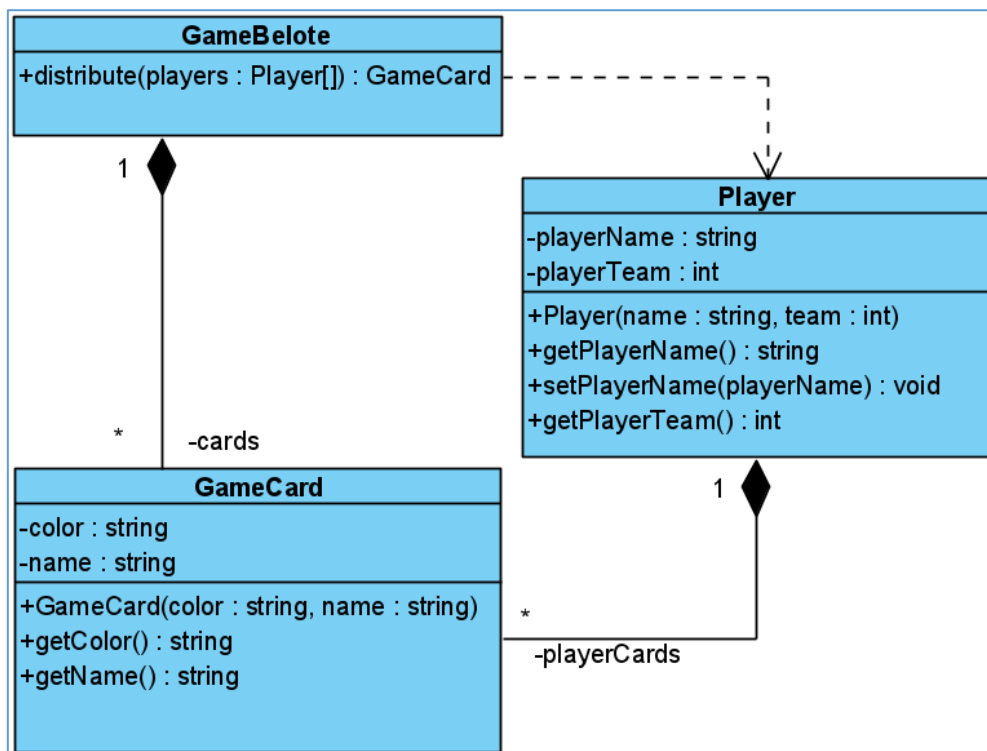 GameBelote
+distribute(players : Player[]) : GameCard
1
Player
-playerName : string
-playerTeam : int
+Player(name : string, team : int)
+getPlayerName() : string
+setPlayerName(playerName) : void
+getPlayerTeam() : int
* -cards
GameCard
1
-color : string
-name : string
+GameCard(color : string, name : string)
+getColor() : string
+getName() : string
*
-playerCards